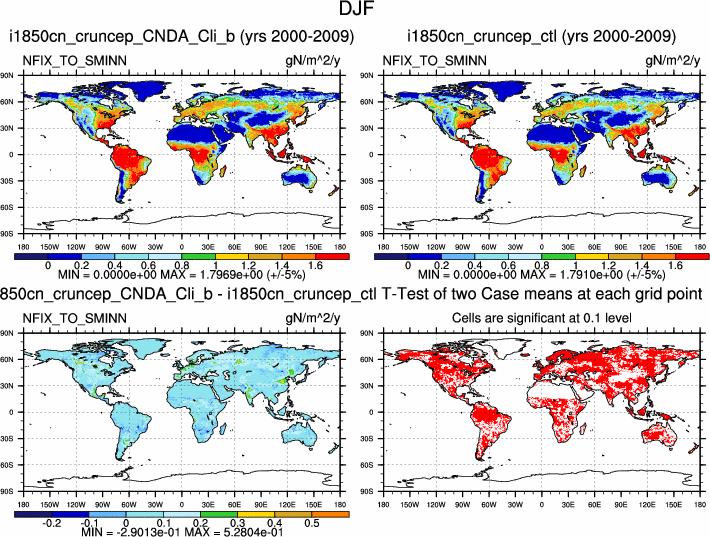 DJF
i1850cn_cruncep_CNDA_Cli_b (yrs 2000-2009)
i1850cn_cruncep_ctl (yrs 2000-2009)
NFIX_TO_SMINN gN/m^2/y
NFIX_TO_SMINN gN/m^2/y
90N
60N
30N
0
30S
60S
90S
180 150W 120W 90W 60W 30W 0 30E 60E 90E 120E 150E 180
0 0.2 0.4 0.6 0.8 1 1.2 1.4 1.6
MIN = 0.0000e+00 MAX = 1.7969e+00 (+/-5%)
90N
60N
30N
0
30S
60S
90S
180 150W 120W 90W 60W 30W 0 30E 60E 90E 120E 150E 180
0 0.2 0.4 0.6 0.8 1 1.2 1.4 1.6
MIN = 0.0000e+00 MAX = 1.7910e+00 (+/-5%)
850cn_cruncep_CNDA_Cli_b - i1850cn_cruncep_ctl
T-Test of two Case means at each grid point
NFIX_TO_SMINN gN/m^2/y
Cells are significant at 0.1 level
90N
60N
30N
0
30S
60S
90S
180 150W 120W 90W 60W 30W 0 30E 60E 90E 120E 150E 180
-0.2 -0.1 0 0.1 0.2 0.3 0.4 0.5
MIN = -2.9013e-01 MAX = 5.2804e-01
90N
60N
30N
0
30S
60S
90S
180 150W 120W 90W 60W 30W 0 30E 60E 90E 120E 150E 180